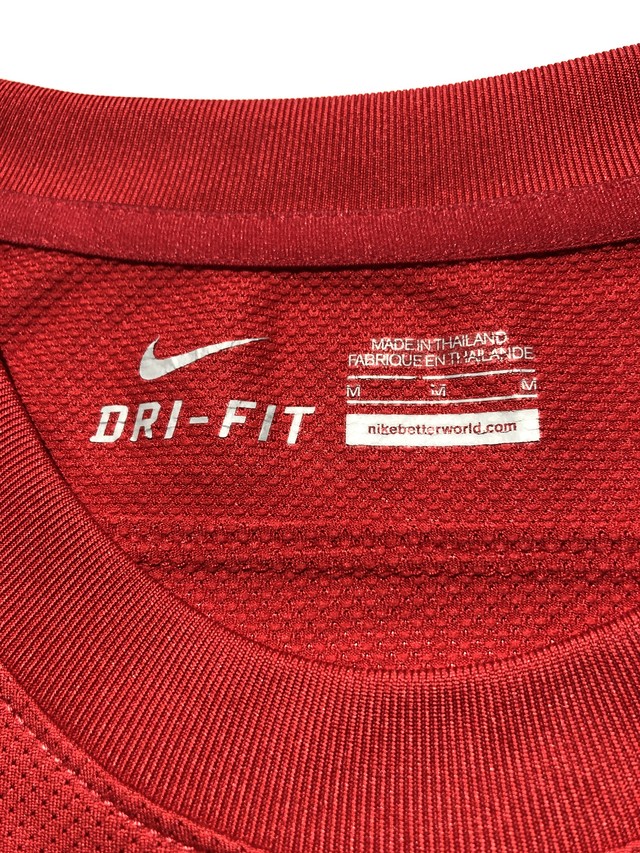 DRI-FIT
MADE IN THAILAND
FABRIQUE EN THAILANDE
M M M
nikebetterworld.com